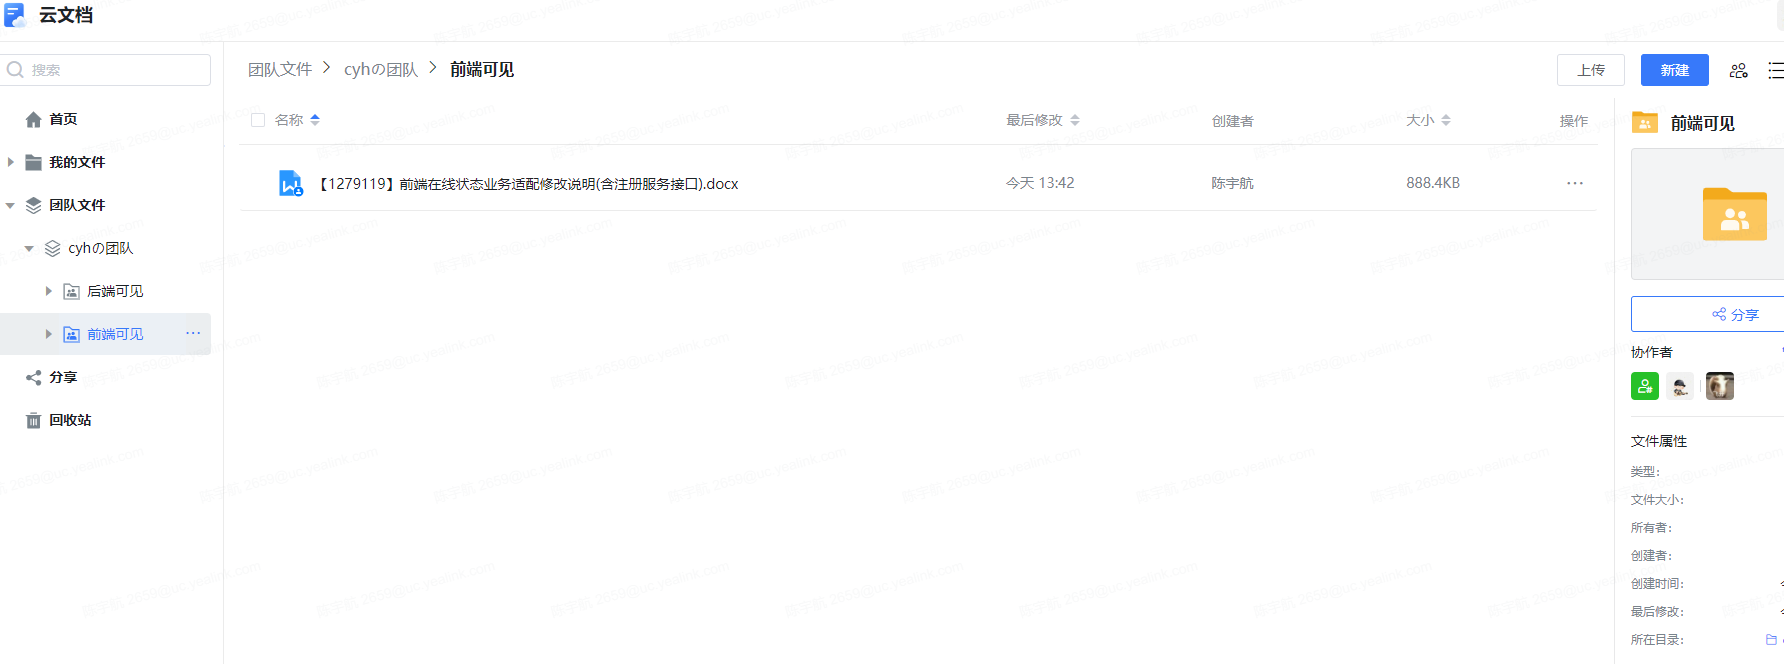 云文档
搜索
首页
我的文件
团队文件
cyhの团队
后端可见
前端可见
分享
回收站
团队文件 > cyhの团队 > 前端可见
上传
新建
名称
最后修改
创建者
大小
操作
【1279119】前端在线状态业务适配修改说明(含注册服务接口).docx
今天 13:42
陈宇航
888.4KB
前端可见
分享
协作者
文件属性
类型:
文件大小:
所有者:
创建者:
创建时间:
最后修改:
所在目录:
陈宇航 2659@uc.yealink.com